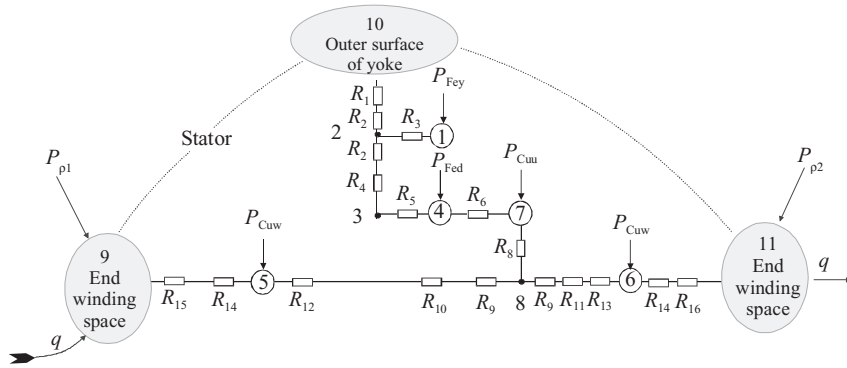 10
Outer surface
of yoke
P_Fey
R_1
R_2
R_3
2
1
Stator
R_2
P_ρ1
P_Fed
P_Cuu
P_ρ2
R_4
R_5
R_6
3
4
7
P_Cuw
R_8
P_Cuw
9
End
winding
space
5
6
11
End
winding
space
q
R_15
R_14
R_12
R_10
R_9
8
R_9
R_11
R_13
R_14
R_16
q